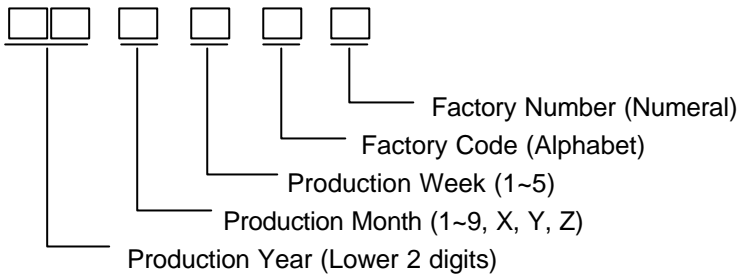 Factory Number (Numeral)
Factory Code (Alphabet)
Production Week (1~5)
Production Month (1~9, X, Y, Z)
Production Year (Lower 2 digits)